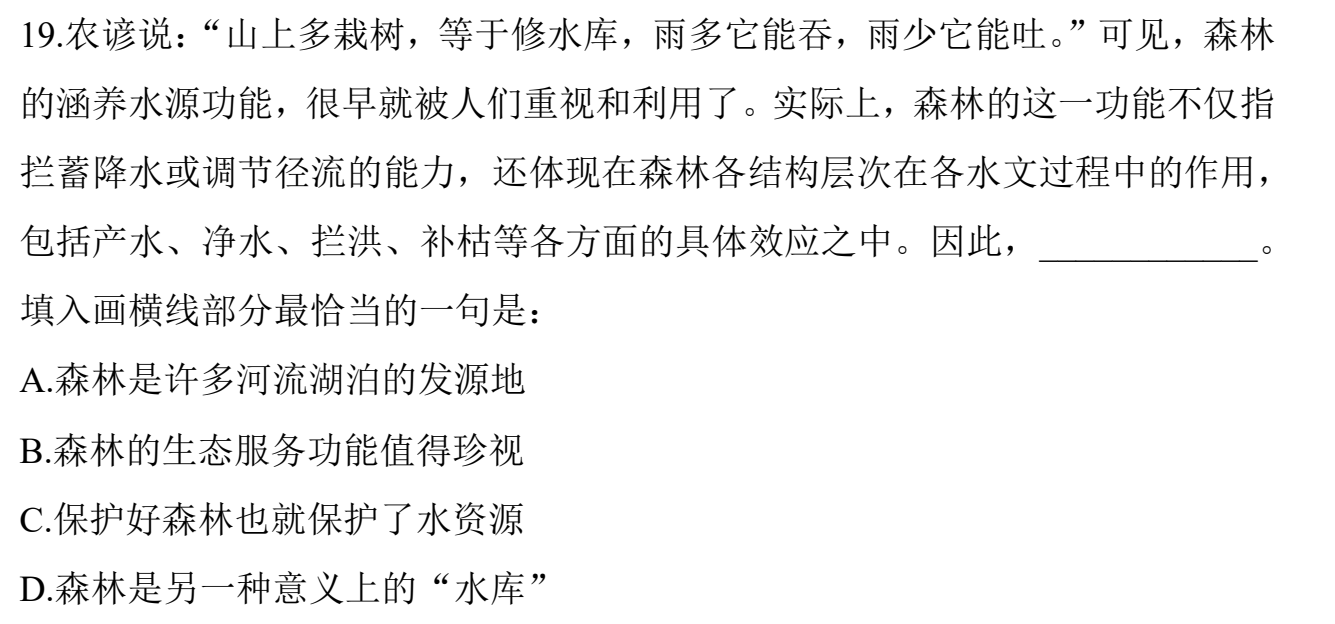 19.农谚说：“山上多栽树，等于修水库，雨多它能吞，雨少它能吐。”可见，森林
的涵养水源功能，很早就被人们重视和利用了。实际上，森林的这一功能不仅指
拦蓄降水或调节径流的能力，还体现在森林各结构层次在各水文过程中的作用，
包括产水、净水、拦洪、补枯等各方面的具体效应之中。因此，____________。
填入画横线部分最恰当的一句是：
A.森林是许多河流湖泊的发源地
B.森林的生态服务功能值得珍视
C.保护好森林也就保护了水资源
D.森林是另一种意义上的“水库”